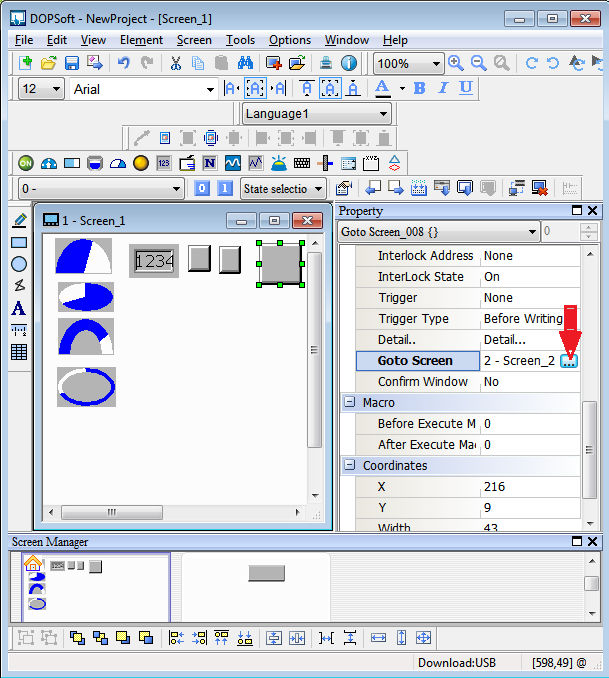 DOPSoft - NewProject - [Screen_1]
File Edit View Element Screen Tools Options Window Help
100%
12 Arial A B I U
Language1
0 - 0 1 State selectio
1 - Screen_1
1234
Property
Goto Screen_008 {} 0
Interlock Address None
InterLock State On
Trigger None
Trigger Type Before Writing
Detail.. Detail...
Goto Screen 2 - Screen_2 ...
Confirm Window No
Macro
Before Execute M 0
After Execute Mac 0
Coordinates
X 216
Y 9
Width 43
Screen Manager
Download:USB [598,49] @